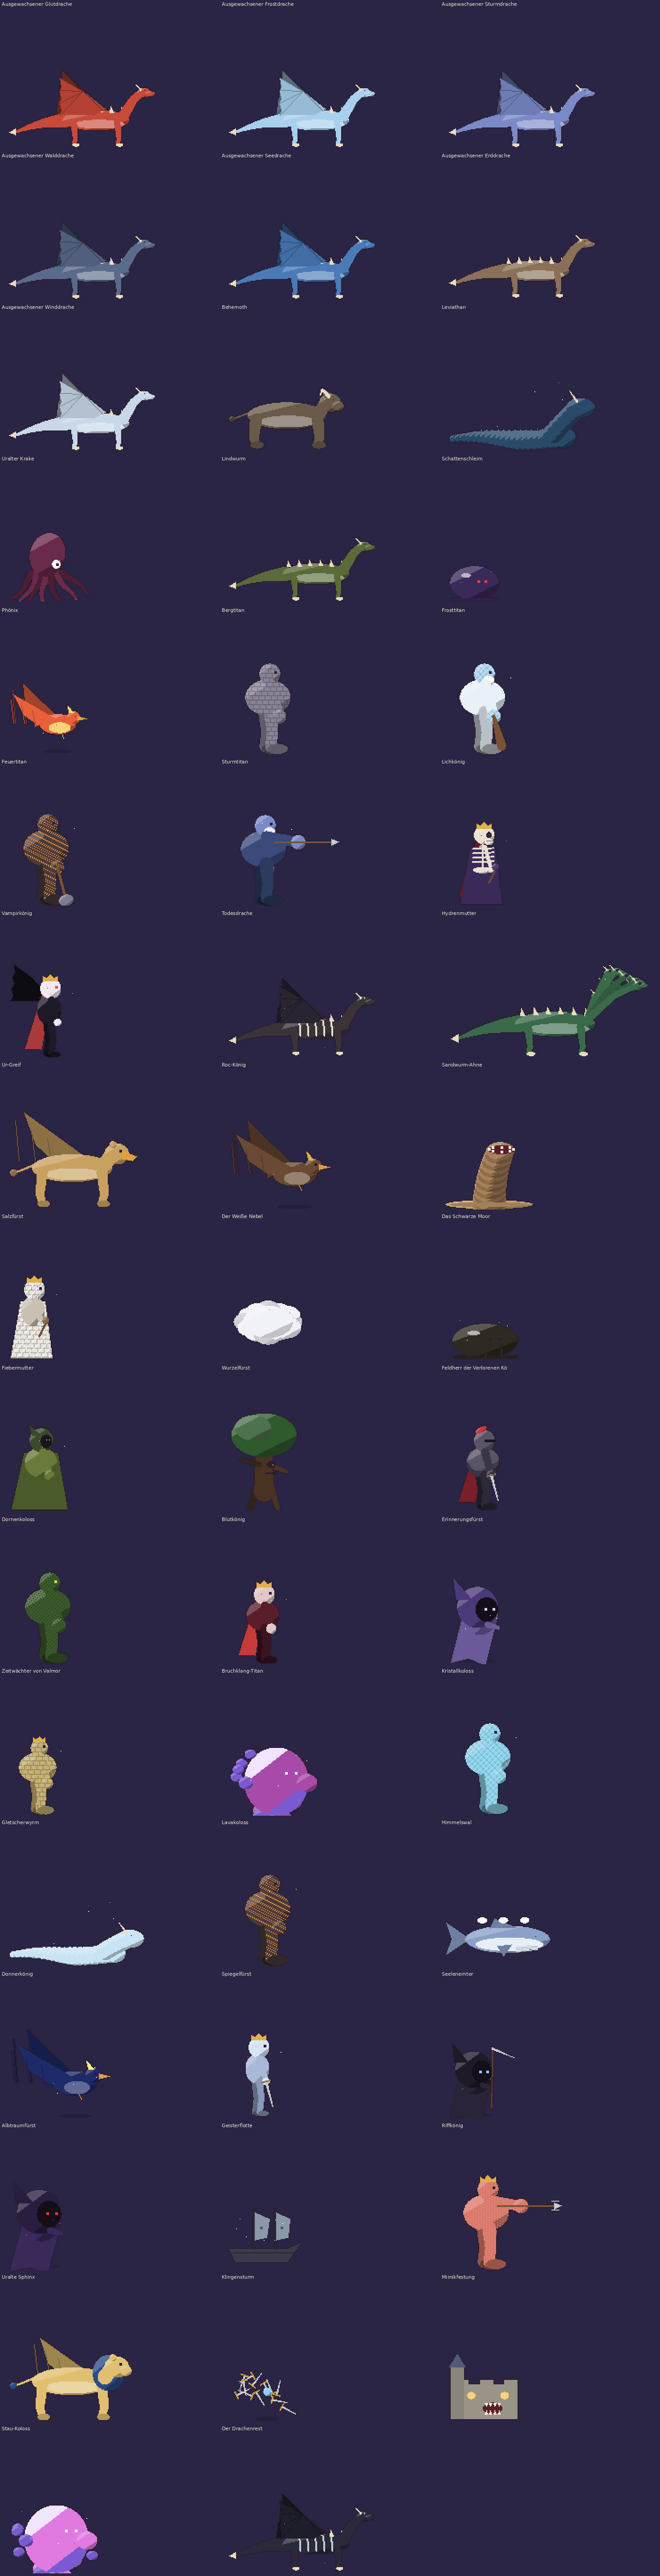 Ausgewachsener Glutdrache Ausgewachsener Frostdrache Ausgewachsener Sturmdrache
Ausgewachsener Walddrache Ausgewachsener Seedrache Ausgewachsener Erddrache
Ausgewachsener Winddrache Behemoth Leviathan
Uralter Krake Lindwurm Schattenschleim
Phönix Bergtitan Frosttitan
Feuertitan Sturmtitan Lichkönig
Vampirkönig Todesdrache Hydrenmutter
Ur-Greif Roc-König Sandwurm-Ahne
Salzfürst Der Weiße Nebel Das Schwarze Moor
Fiebermutter Wurzelfürst Feldherr der Verlorenen Kö
Dornenkoloss Blutkönig Erinnerungsfürst
Zeitwächter von Valmor Bruchklang-Titan Kristallkoloss
Gletscherwyrm Lavakoloss Himmelswal
Donnerkönig Spiegelfürst Seelenernter
Albtraumfürst Geisterflotte Riffkönig
Uralte Sphinx Klingensturm Mimikfestung
Stau-Koloss Der Drachenrest